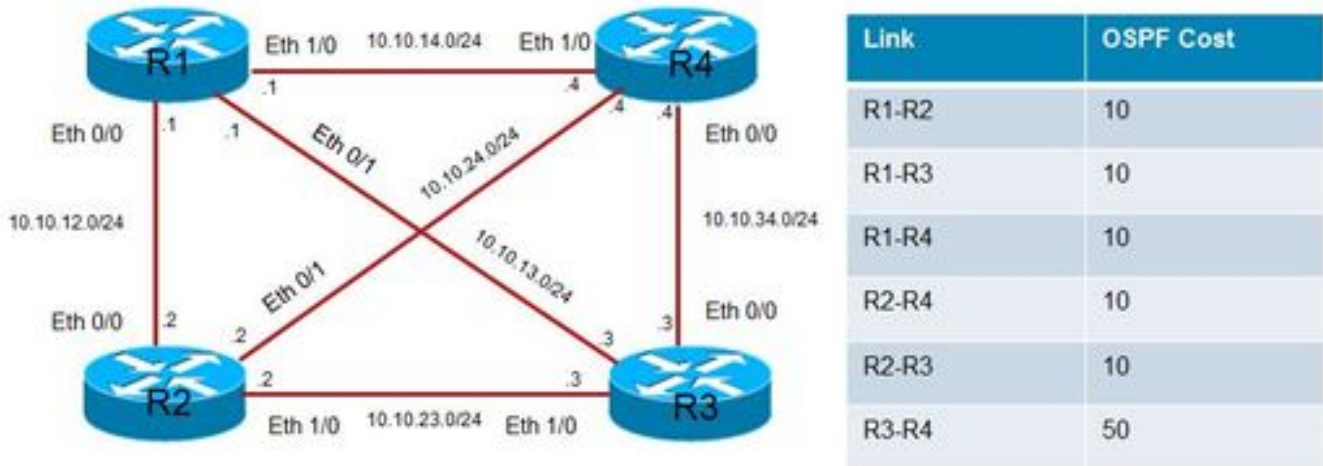 R1
Eth 1/0
10.10.14.0/24
Eth 1/0
R4
.1
.4
Eth 0/0
.1
.1
Eth 0/1
.4
.4
Eth 0/0
10.10.24.0/24
10.10.12.0/24
10.10.34.0/24
10.10.13.0/24
Eth 0/1
Eth 0/0
.2
.2
.3
.3
Eth 0/0
R2
.2
.3
R3
Eth 1/0
10.10.23.0/24
Eth 1/0
Link OSPF Cost
R1-R2 10
R1-R3 10
R1-R4 10
R2-R4 10
R2-R3 10
R3-R4 50